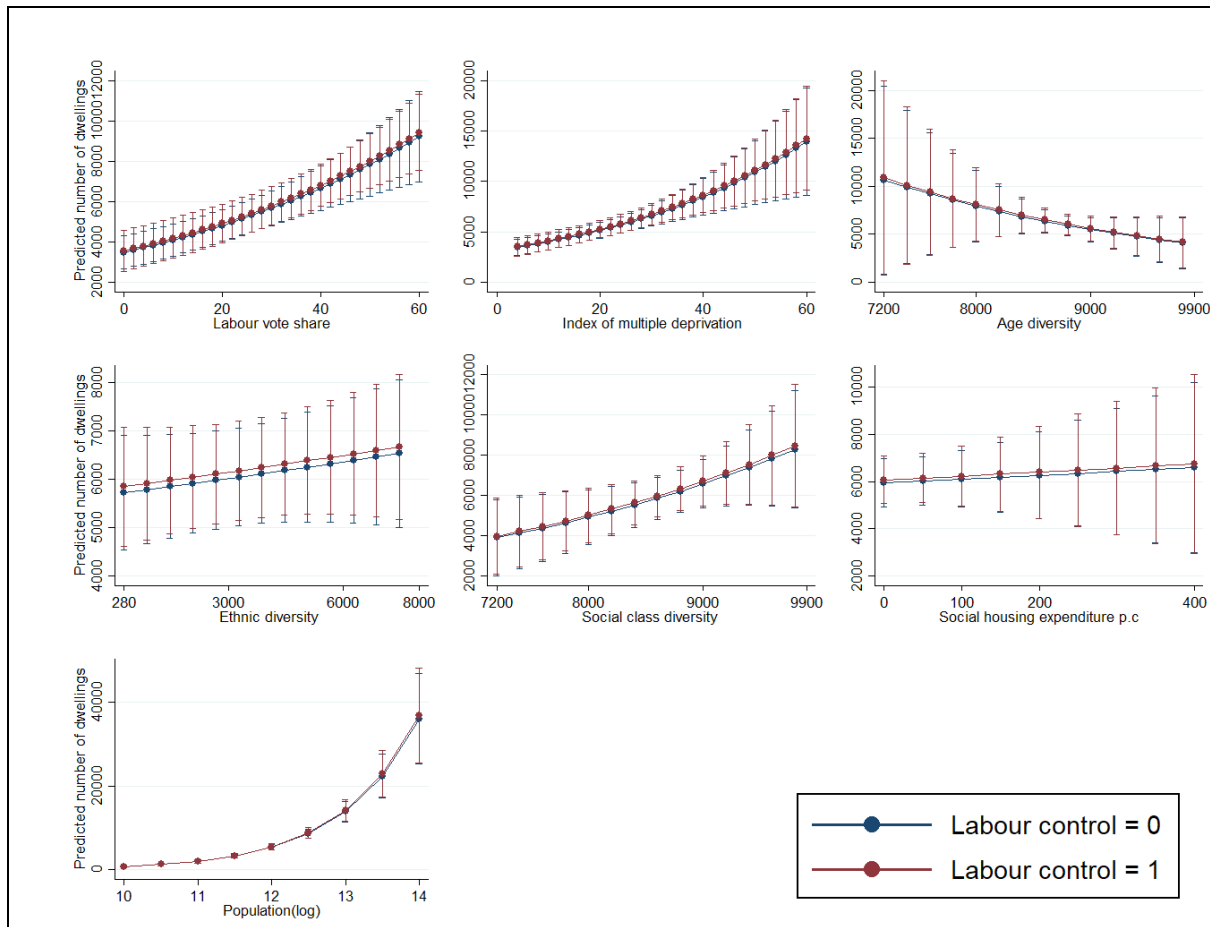 Predicted number of dwellings
2000 4000 6000 8000 10000 12000
0 20 40 60
Labour vote share
0 5000 10000 15000 20000
0 20 40 60
Index of multiple deprivation
0 5000 10000 15000 20000
7200 8000 9000 9900
Age diversity
Predicted number of dwellings
4000 5000 6000 7000 8000
280 3000 6000 8000
Ethnic diversity
2000 4000 6000 8000 10000 12000
7200 8000 9000 9900
Social class diversity
2000 4000 6000 8000 10000
0 100 200 400
Social housing expenditure p.c
Predicted number of dwellings
0 20000 40000
10 11 12 13 14
Population(log)
Labour control = 0
Labour control = 1